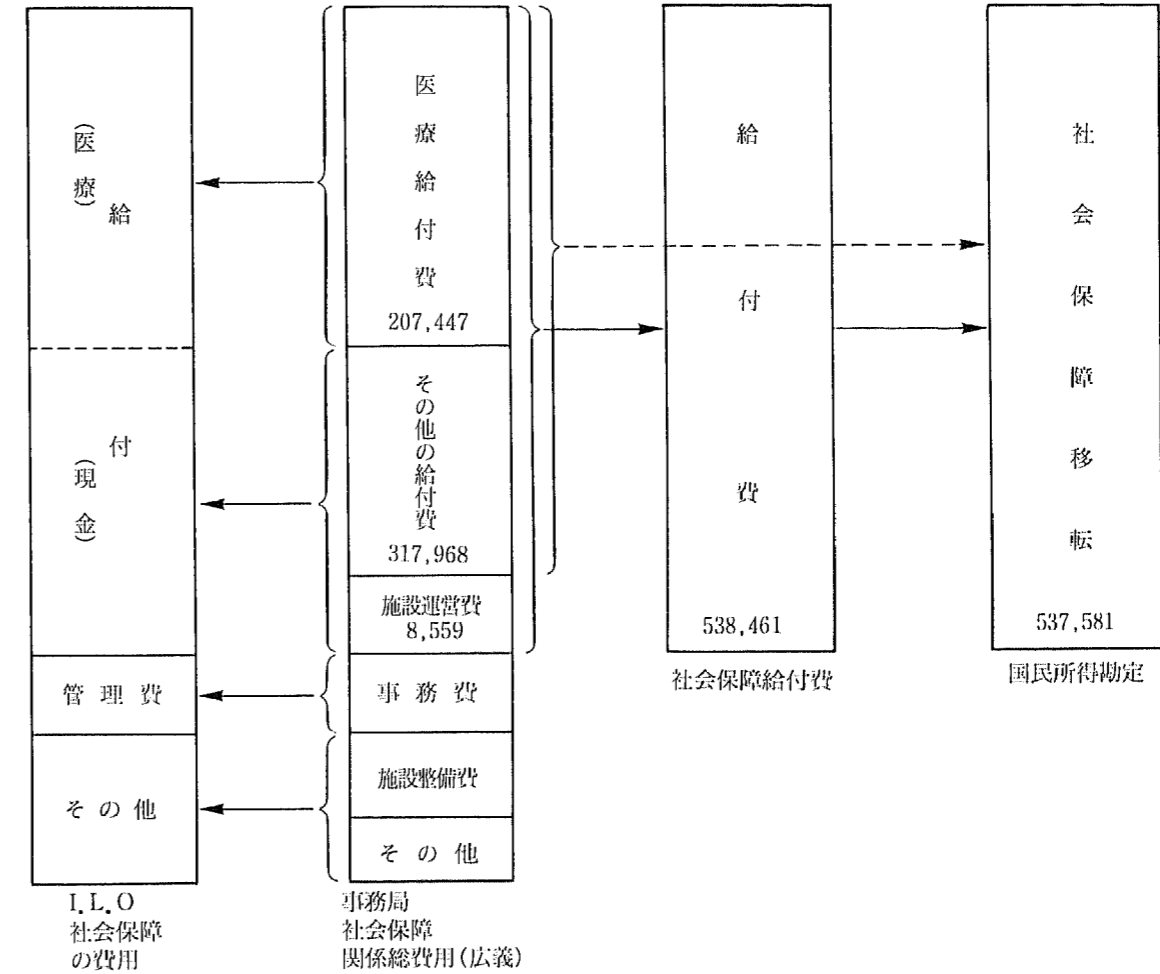 (医療)
給
付
(現金)
管理費
その他
I.L.O
社会保障
の費用
医療給付費
207,447
その他の給付費
317,968
施設運営費
8,559
事務費
施設整備費
その他
事務局
社会保障
関係総費用(広義)
給付費
538,461
社会保障給付費
社会保障移転
537,581
国民所得勘定